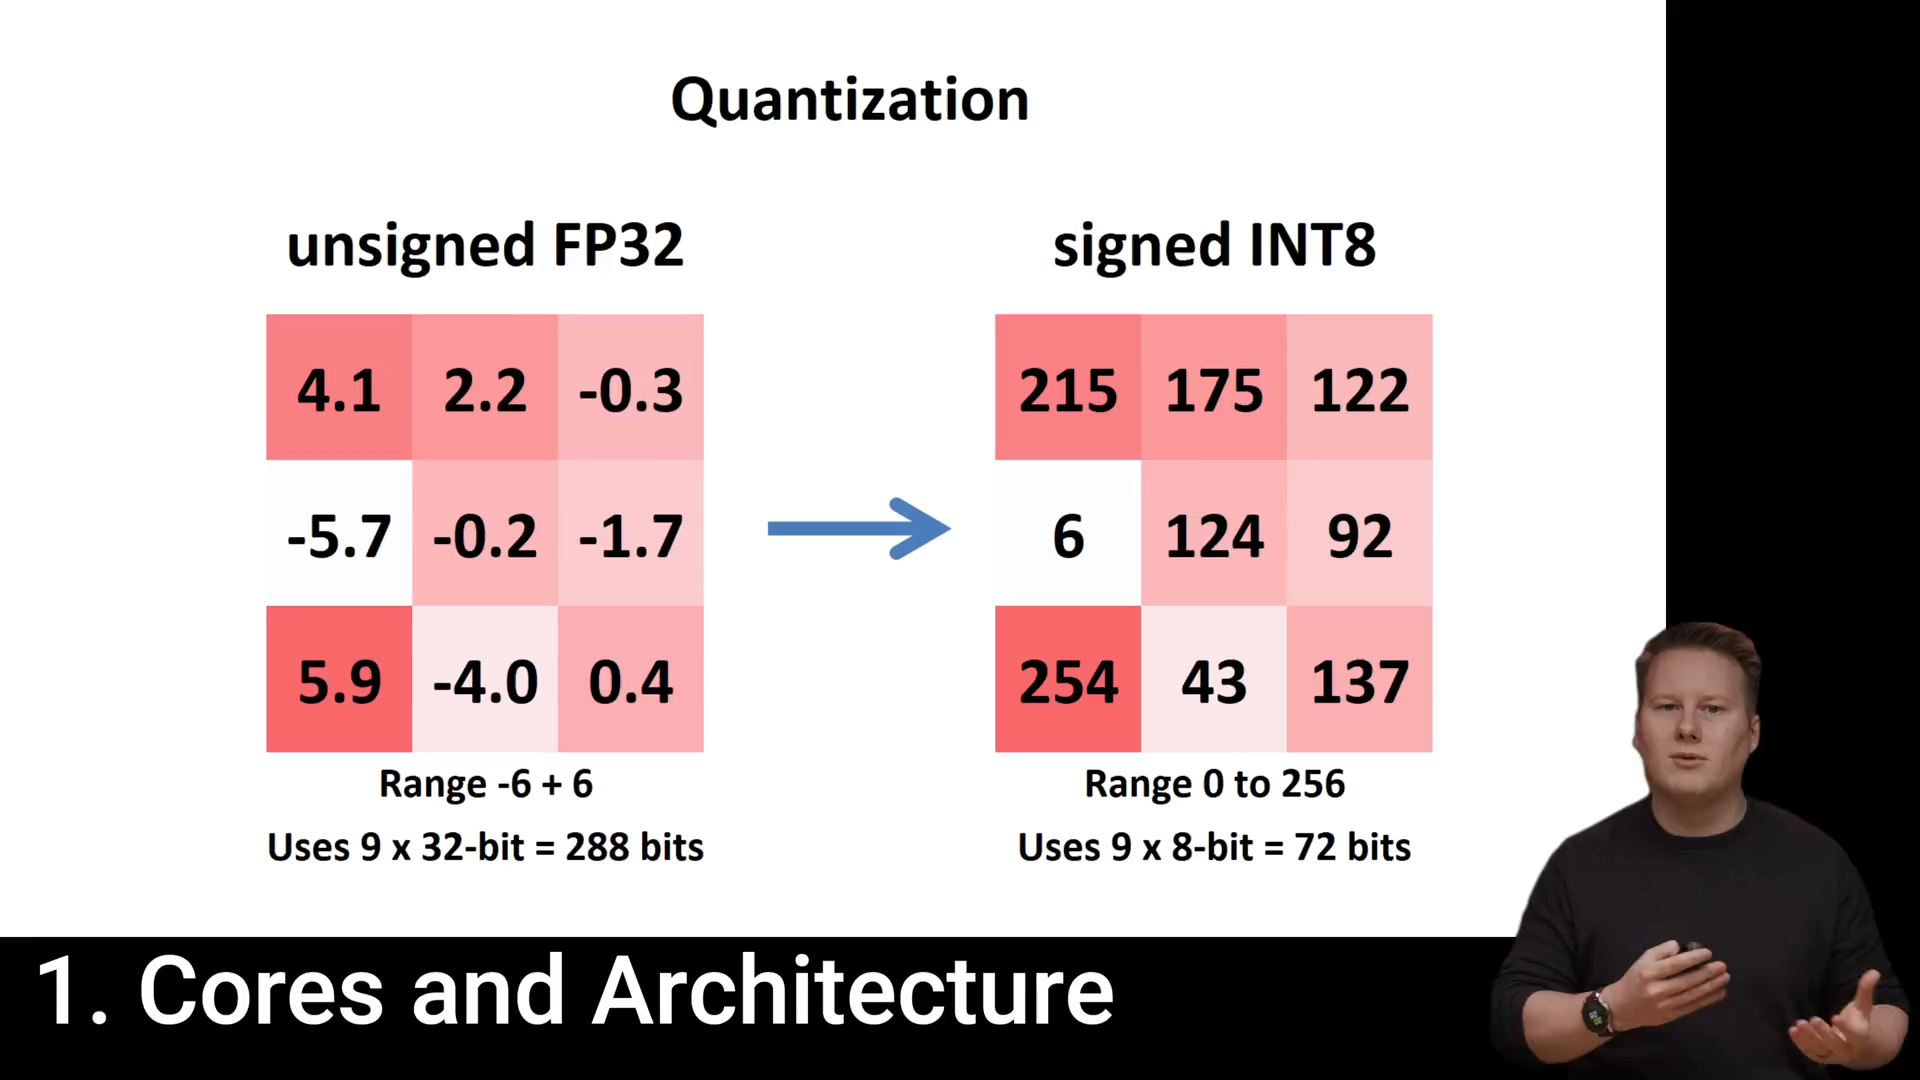 Quantization
unsigned FP32
signed INT8
4.1 2.2 -0.3
-5.7 -0.2 -1.7
5.9 -4.0 0.4
215 175 122
6 124 92
254 43 137
Range -6 + 6
Uses 9 x 32-bit = 288 bits
Range 0 to 256
Uses 9 x 8-bit = 72 bits
1. Cores and Architecture